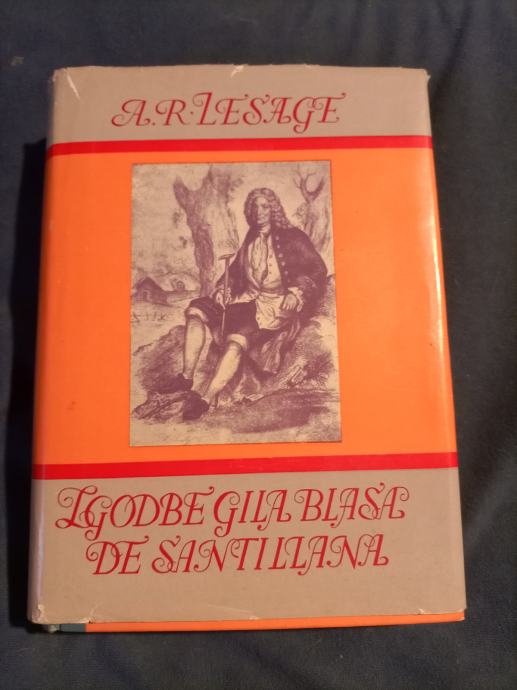 A.R. LESAGE
ZGODBE GILA BLASA
DE SANTILLANA